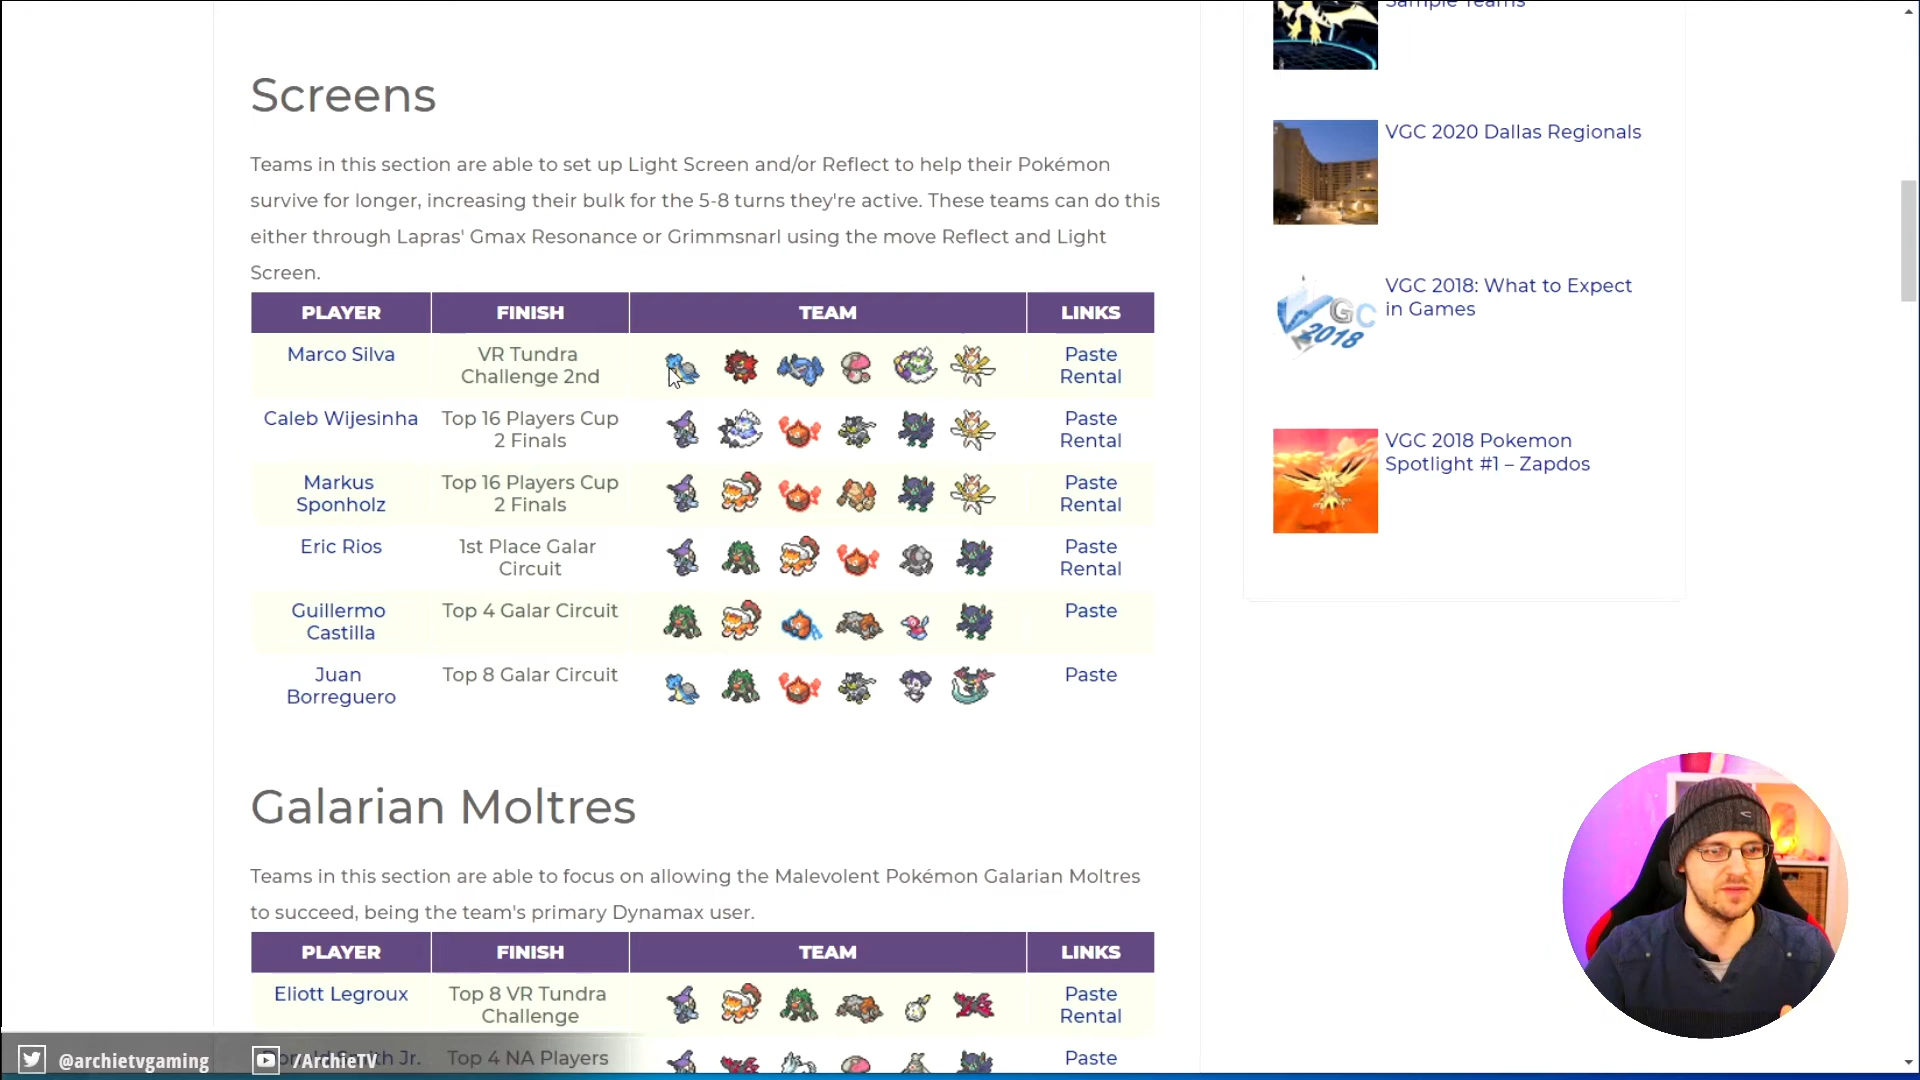 Sample Teams
Screens
Teams in this section are able to set up Light Screen and/or Reflect to help their Pokémon
survive for longer, increasing their bulk for the 5-8 turns they're active. These teams can do this
either through Lapras' Gmax Resonance or Grimmsnarl using the move Reflect and Light
Screen.
PLAYER FINISH TEAM LINKS
Marco Silva VR Tundra Challenge 2nd Paste Rental
Caleb Wijesinha Top 16 Players Cup 2 Finals Paste Rental
Markus Sponholz Top 16 Players Cup 2 Finals Paste Rental
Eric Rios 1st Place Galar Circuit Paste Rental
Guillermo Castilla Top 4 Galar Circuit Paste
Juan Borreguero Top 8 Galar Circuit Paste
Galarian Moltres
Teams in this section are able to focus on allowing the Malevolent Pokémon Galarian Moltres
to succeed, being the team's primary Dynamax user.
PLAYER FINISH TEAM LINKS
Eliott Legroux Top 8 VR Tundra Challenge Paste Rental
Jr. Top 4 NA Players Paste
VGC 2020 Dallas Regionals
VGC 2018: What to Expect
in Games
VGC 2018
VGC 2018 Pokemon
Spotlight #1 – Zapdos
@archietvgaming
/ArchieTV